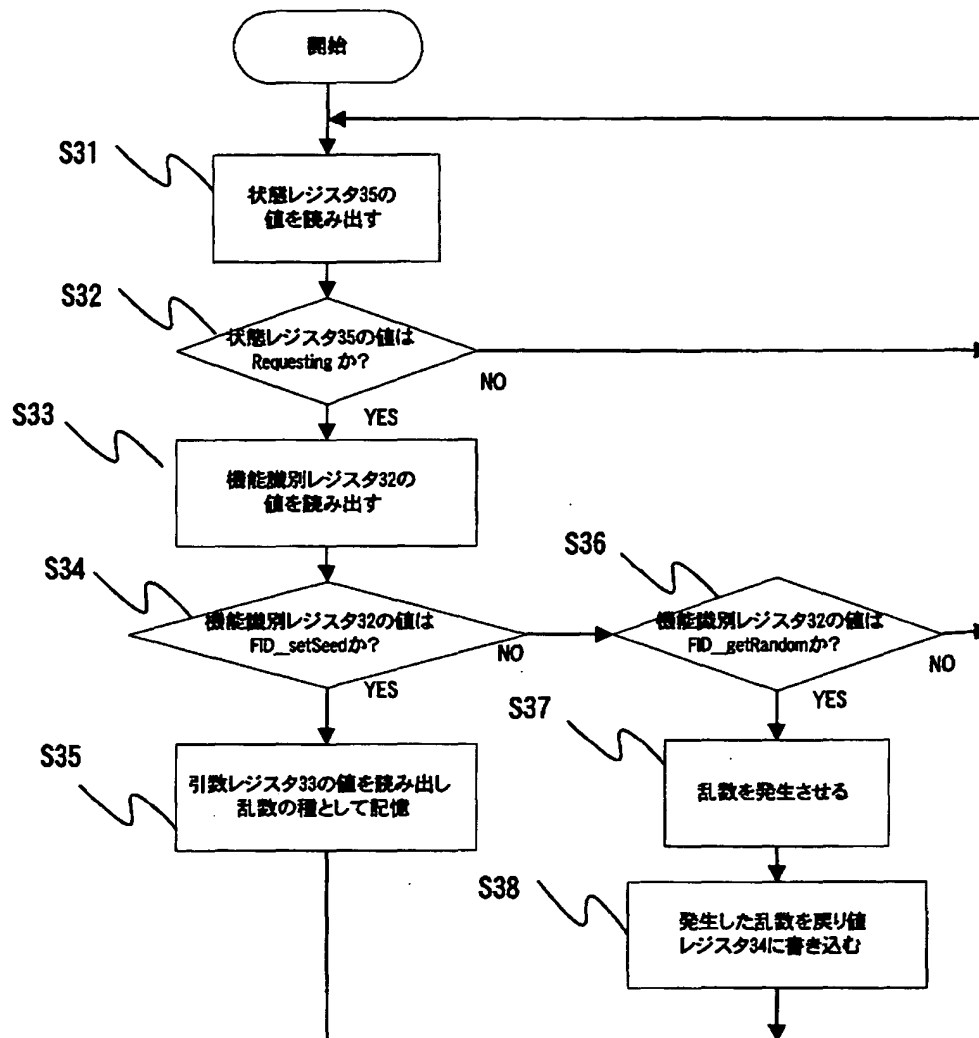 開始
S31
状態レジスタ35の
値を読み出す
S32
状態レジスタ35の値は
Requesting か?
NO
YES
S33
機能識別レジスタ32の
値を読み出す
S34
機能識別レジスタ32の値は
FID__setSeedか?
NO
YES
S36
機能識別レジスタ32の値は
FID__getRandomか?
NO
YES
S35
引数レジスタ33の値を読み出し
乱数の種として記憶
S37
乱数を発生させる
S38
発生した乱数を戻り値
レジスタ34に書き込む